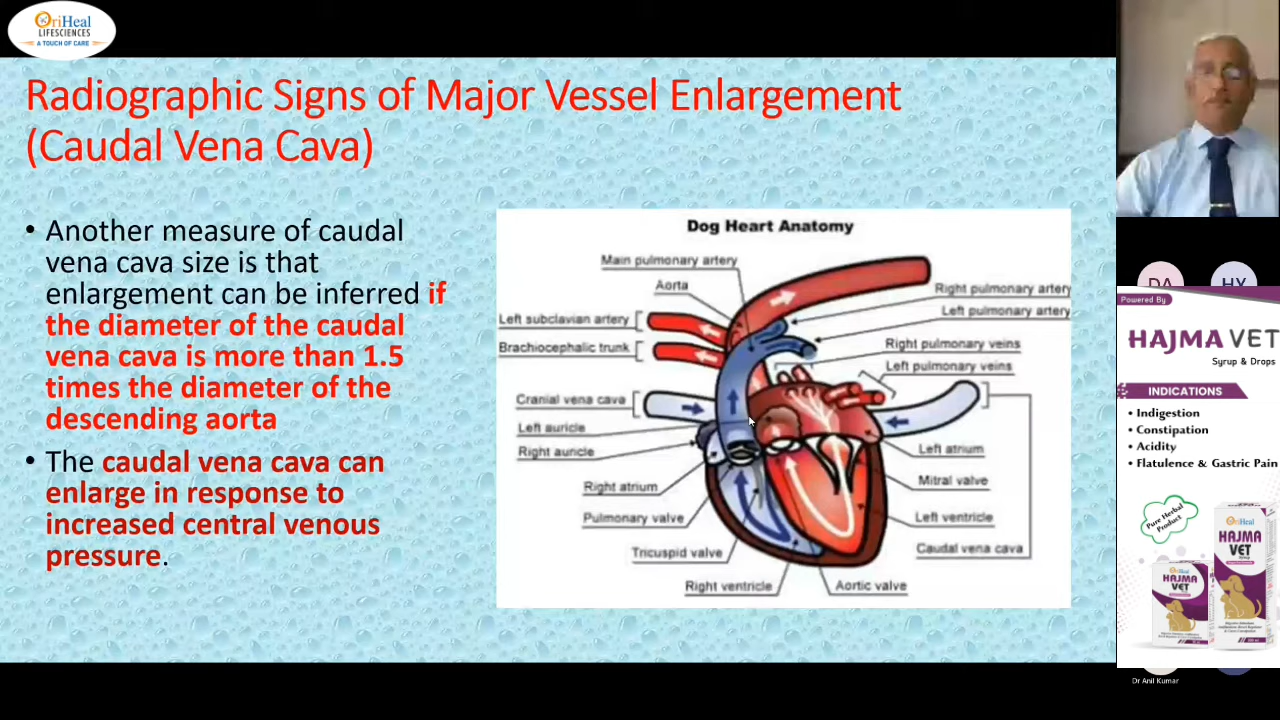 OriHeal
LIFESCIENCES
A TOUCH OF CARE
Radiographic Signs of Major Vessel Enlargement
(Caudal Vena Cava)
• Another measure of caudal
vena cava size is that
enlargement can be inferred if
the diameter of the caudal
vena cava is more than 1.5
times the diameter of the
descending aorta
• The caudal vena cava can
enlarge in response to
increased central venous
pressure.
Dog Heart Anatomy
Main pulmonary artery
Aorta
Left subclavian artery
Brachiocephalic trunk
Cranial vena cava
Left auricle
Right auricle
Right atrium
Pulmonary valve
Tricuspid valve
Right ventricle
Right pulmonary artery
Left pulmonary artery
Right pulmonary veins
Left pulmonary veins
Left atrium
Mitral valve
Left ventricle
Caudal vena cava
Aortic valve
DA
HY
Powered By
HAJMA VET
Syrup & Drops
INDICATIONS
• Indigestion
• Constipation
• Acidity
• Flatulence & Gastric Pain
Pure Herbal
Product
OriHeal
HAJMA
VET
HAJMA
VET
Dr Anil Kumar